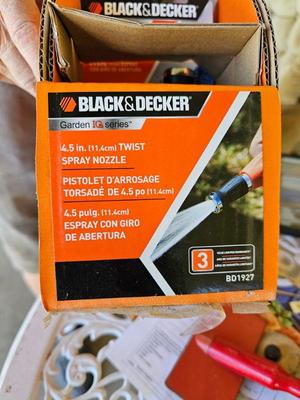 BLACK&DECKER
BLACK&DECKER
Garden IQ series™
4.5 in. (11.4cm) TWIST
SPRAY NOZZLE
PISTOLET D'ARROSAGE
TORSADÉ DE 4.5 po (11.4cm)
4.5 pulg. (11.4cm)
ESPRAY CON GIRO
DE ABERTURA
3
BD1927